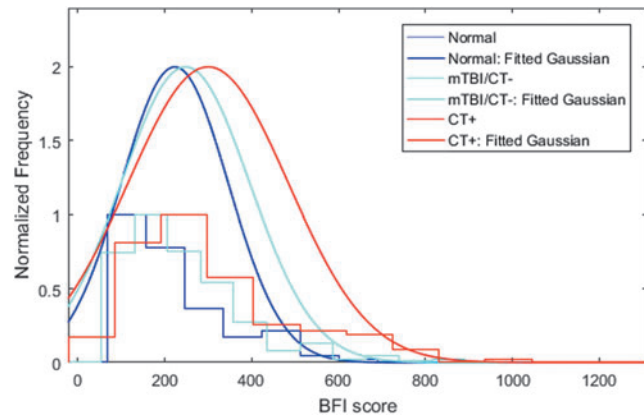 2
1.5
1
0.5
0
0 200 400 600 800 1000 1200
Normalized Frequency
BFI score
Normal
Normal: Fitted Gaussian
mTBI/CT-
mTBI/CT-: Fitted Gaussian
CT+
CT+: Fitted Gaussian